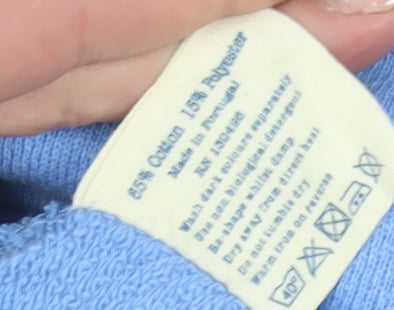 85% Cotton 15% Polyester
Made in Portugal
RN 130426
Wash dark colours separately
Use non biological detergent
Re-shape whilst damp
Dry away from direct heat
Do not tumble dry
Warm iron on reverse
40°